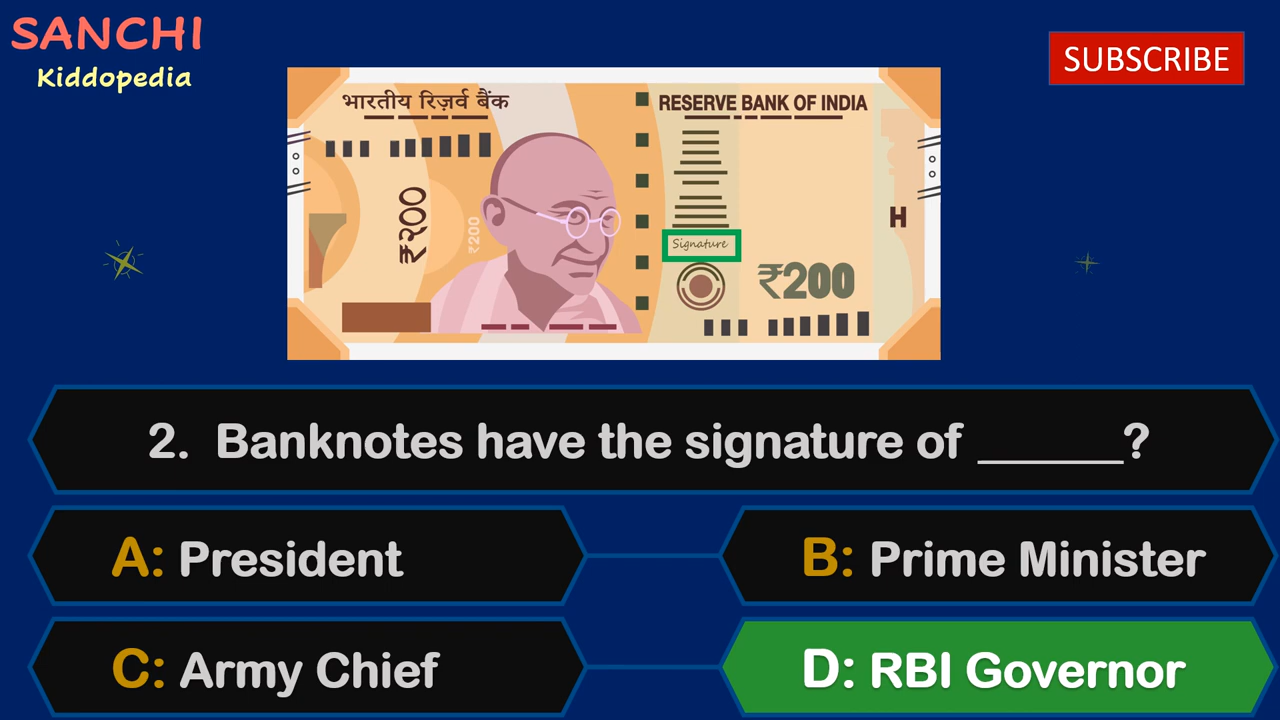 SANCHI
Kiddopedia
SUBSCRIBE
भारतीय रिज़र्व बैंक
RESERVE BANK OF INDIA
₹२००
₹200
H
Signature
₹200
2. Banknotes have the signature of ______?
A: President
B: Prime Minister
C: Army Chief
D: RBI Governor